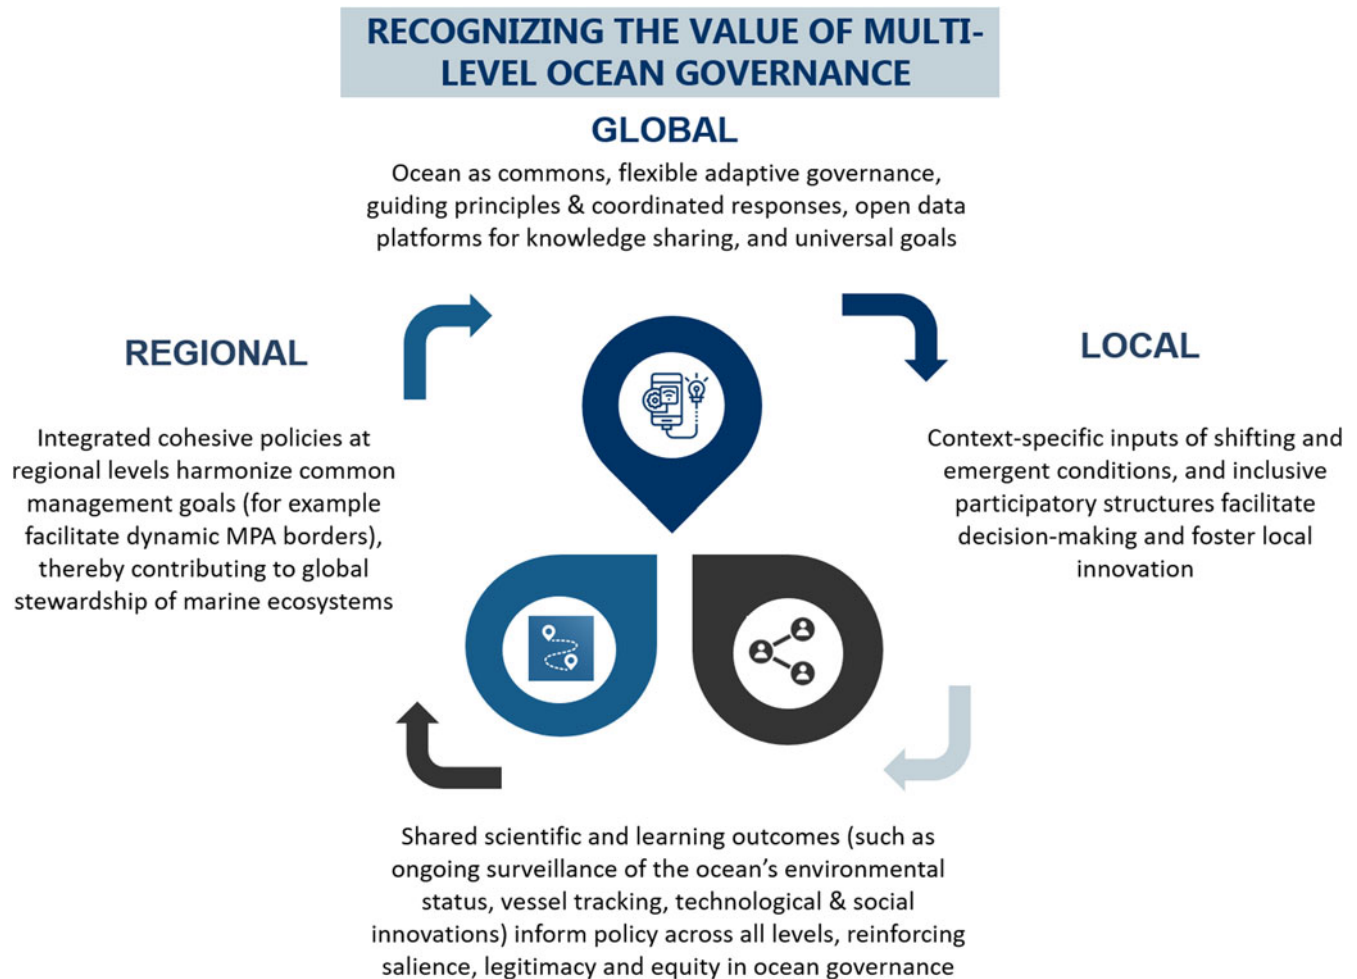 RECOGNIZING THE VALUE OF MULTI-
LEVEL OCEAN GOVERNANCE
GLOBAL
Ocean as commons, flexible adaptive governance,
guiding principles & coordinated responses, open data
platforms for knowledge sharing, and universal goals
REGIONAL
Integrated cohesive policies at
regional levels harmonize common
management goals (for example
facilitate dynamic MPA borders),
thereby contributing to global
stewardship of marine ecosystems
LOCAL
Context-specific inputs of shifting and
emergent conditions, and inclusive
participatory structures facilitate
decision-making and foster local
innovation
Shared scientific and learning outcomes (such as
ongoing surveillance of the ocean’s environmental
status, vessel tracking, technological & social
innovations) inform policy across all levels, reinforcing
salience, legitimacy and equity in ocean governance